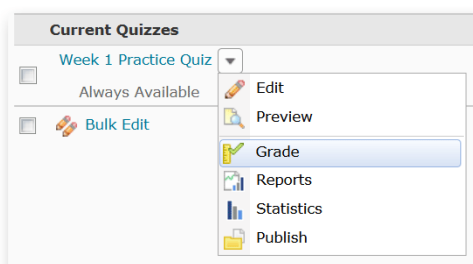 Current Quizzes
Week 1 Practice Quiz
Always Available
Bulk Edit
Edit
Preview
Grade
Reports
Statistics
Publish